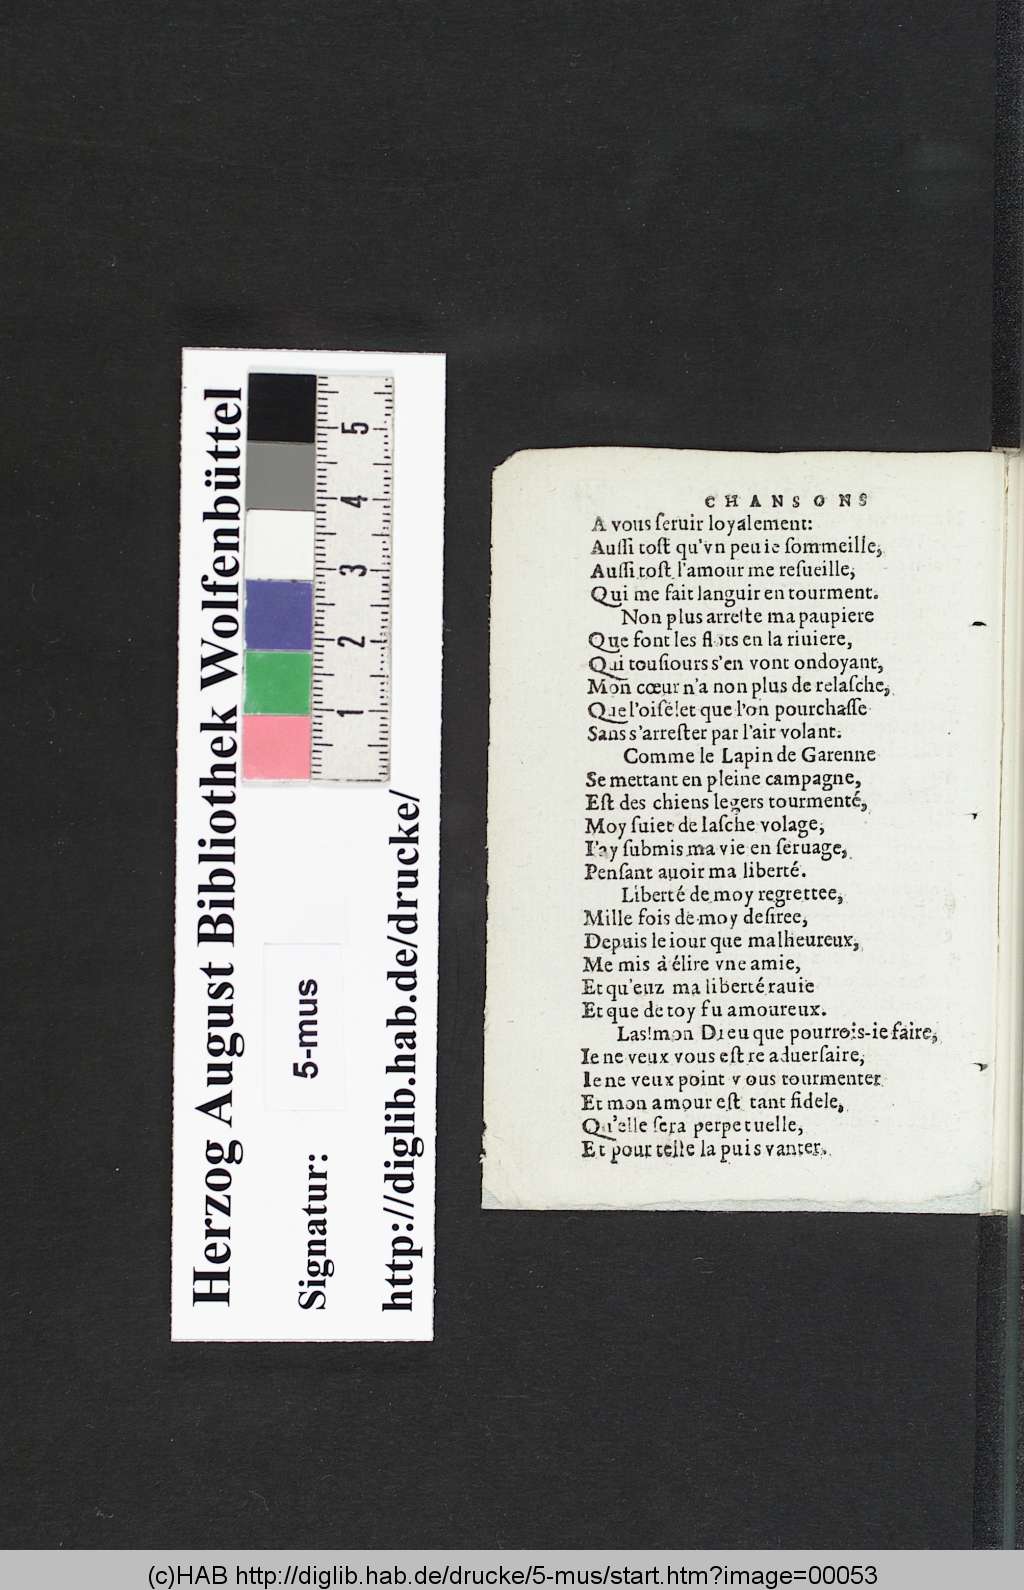 Herzog August Bibliothek Wolfenbüttel
5 4 3 2 1
Signatur: 5-mus
http://diglib.hab.de/drucke/
CHANSONS
A vous ſeruir loyalement:
Auſſi toſt qu'vn peu ie ſommeille,
Auſſi toſt l'amour me reſueille,
Qui me fait languir en tourment.
Non plus arreſte ma paupiere
Que font les flots en la riuiere,
Qui touſiours s'en vont ondoyant,
Mon cœur n'a non plus de relaſche,
Que l'oiſelet que l'on pourchaſſe
Sans s'arreſter par l'air volant.
Comme le Lapin de Garenne
Se mettant en pleine campagne,
Eſt des chiens legers tourmenté,
Moy ſuiet de laſche volage,
I'ay ſubmis ma vie en ſeruage,
Penſant auoir ma liberté.
Liberté de moy regrettee,
Mille fois de moy deſiree,
Depuis le iour que malheureux,
Me mis à élire vne amie,
Et qu'euz ma liberté rauie
Et que de toy fu amoureux.
Las! mon Dieu que pourrois-ie faire,
Ie ne veux vous eſtre aduerſaire,
Ie ne veux point vous tourmenter
Et mon amour eſt tant fidele,
Qu'elle ſera perpetuelle,
Et pour telle la puis vanter.
(c)HAB http://diglib.hab.de/drucke/5-mus/start.htm?image=00053